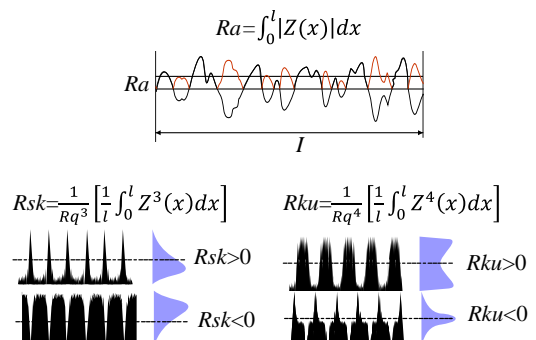 Ra=∫₀ˡ|Z(x)|dx
Ra
I
Rsk=1/Rq³ [1/l ∫₀ˡ Z³(x)dx]
Rku=1/Rq⁴ [1/l ∫₀ˡ Z⁴(x)dx]
Rsk>0
Rku>0
Rsk<0
Rku<0